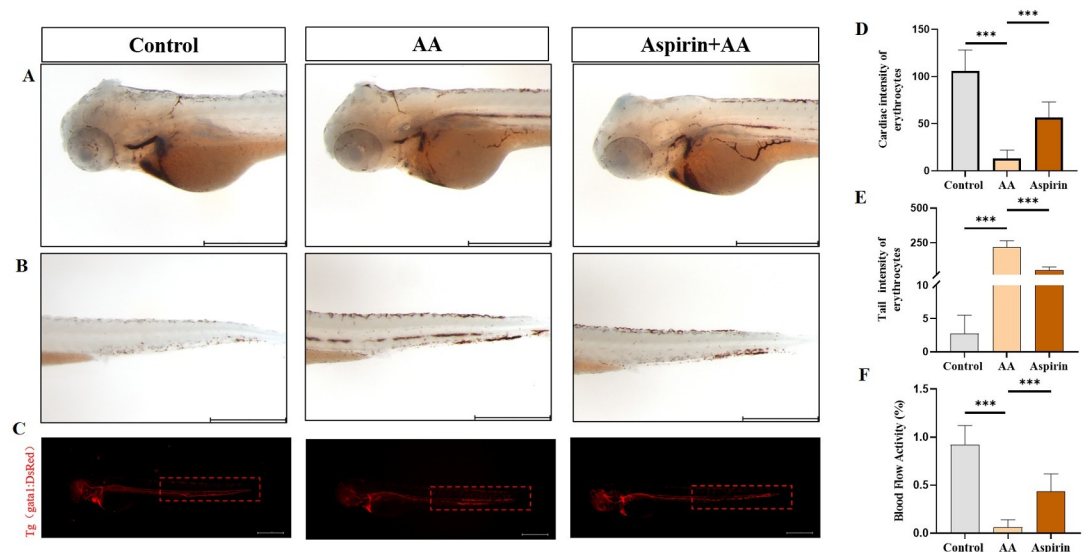 Control
AA
Aspirin+AA
A
B
C
Tg（gata1:DsRed）
D
Cardiac intensity of
erythrocytes
150
100
50
0
***
***
Control
AA
Aspirin
E
Tail intensity of
erythrocytes
500
250
10
5
0
***
***
Control
AA
Aspirin
F
Blood Flow Activity (%)
1.5
1.0
0.5
0.0
***
***
Control
AA
Aspirin